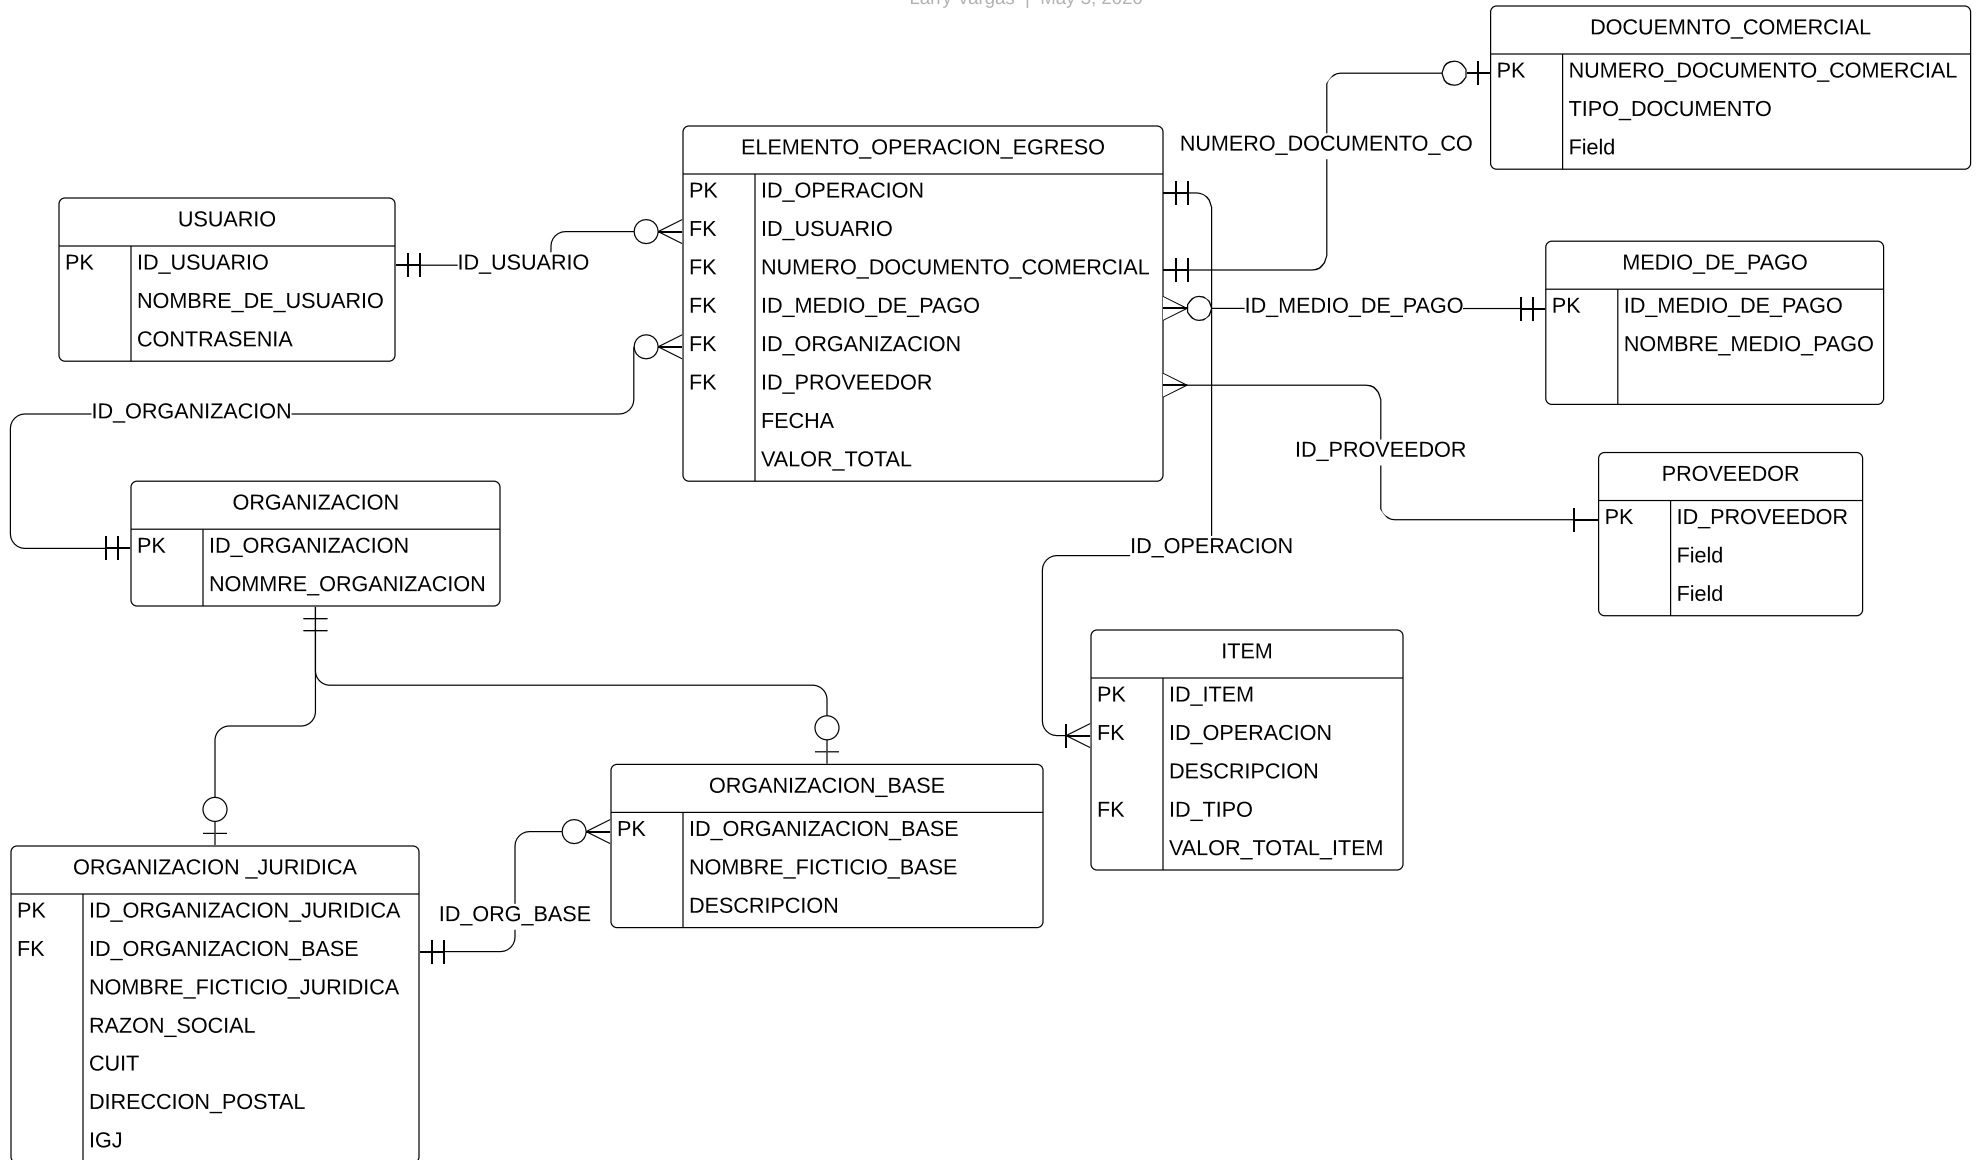 DOCUEMNTO_COMERCIAL
PK NUMERO_DOCUMENTO_COMERCIAL
TIPO_DOCUMENTO
Field
NUMERO_DOCUMENTO_CO
ELEMENTO_OPERACION_EGRESO
PK ID_OPERACION
FK ID_USUARIO
FK NUMERO_DOCUMENTO_COMERCIAL
FK ID_MEDIO_DE_PAGO
FK ID_ORGANIZACION
FK ID_PROVEEDOR
FECHA
VALOR_TOTAL
USUARIO
PK ID_USUARIO
NOMBRE_DE_USUARIO
CONTRASENIA
ID_USUARIO
MEDIO_DE_PAGO
PK ID_MEDIO_DE_PAGO
NOMBRE_MEDIO_PAGO
ID_MEDIO_DE_PAGO
ID_ORGANIZACION
ID_PROVEEDOR
PROVEEDOR
PK ID_PROVEEDOR
Field
Field
ORGANIZACION
PK ID_ORGANIZACION
NOMMRE_ORGANIZACION
ID_OPERACION
ITEM
PK ID_ITEM
FK ID_OPERACION
DESCRIPCION
FK ID_TIPO
VALOR_TOTAL_ITEM
ORGANIZACION_BASE
PK ID_ORGANIZACION_BASE
NOMBRE_FICTICIO_BASE
DESCRIPCION
ID_ORG_BASE
ORGANIZACION _JURIDICA
PK ID_ORGANIZACION_JURIDICA
FK ID_ORGANIZACION_BASE
NOMBRE_FICTICIO_JURIDICA
RAZON_SOCIAL
CUIT
DIRECCION_POSTAL
IGJ